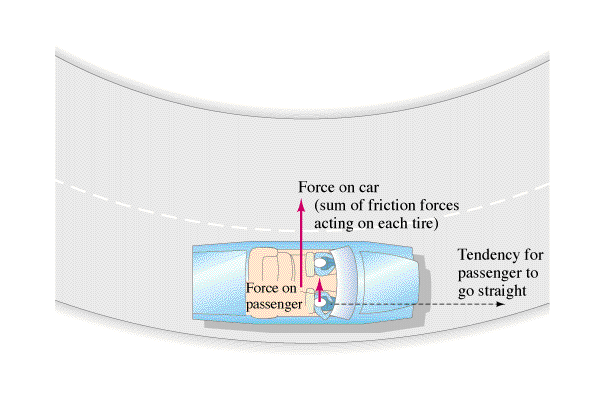 Force on car
(sum of friction forces
acting on each tire)
Tendency for
passenger to
go straight
Force on
passenger